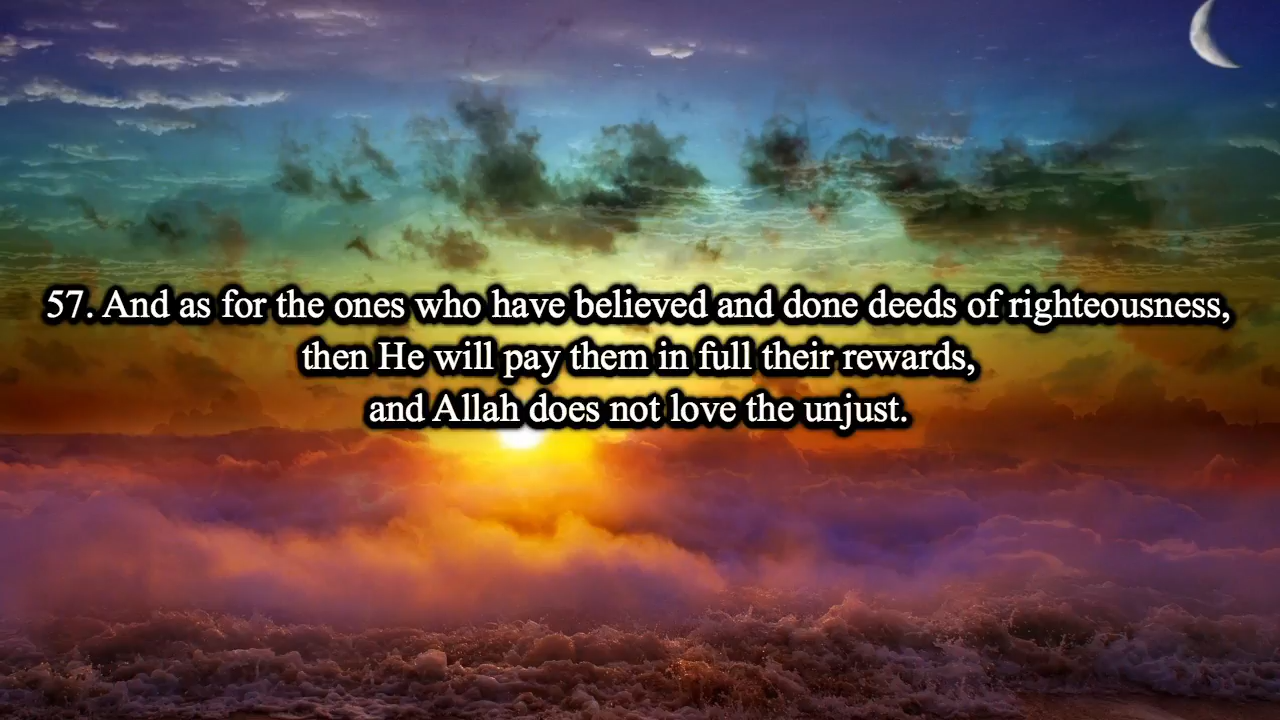 57. And as for the ones who have believed and done deeds of righteousness,
then He will pay them in full their rewards,
and Allah does not love the unjust.